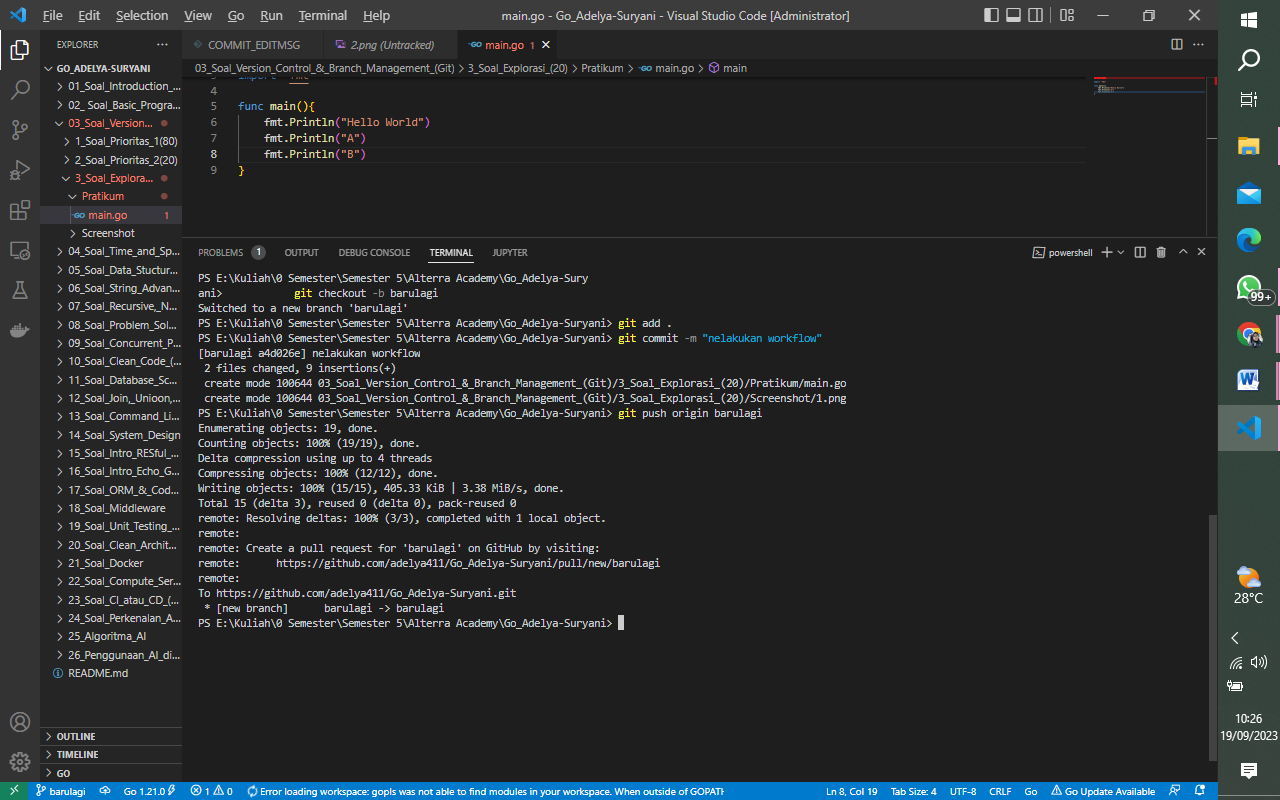 File Edit Selection View Go Run Terminal Help
main.go - Go_Adelya-Suryani - Visual Studio Code [Administrator]
EXPLORER
GO_ADELYA-SURYANI
01_Soal_Introduction_...
02_ Soal_Basic_Progra...
03_Soal_Version...
1_Soal_Prioritas_1(80)
2_Soal_Prioritas_2(20)
3_Soal_Explora...
Pratikum
main.go 1
Screenshot
04_Soal_Time_and_Sp...
05_Soal_Data_Stucture...
06_Soal_String_Advan...
07_Soal_Recursive,_N...
08_Soal_Problem_Sol...
09_Soal_Concurrent_P...
10_Soal_Clean_Code_(...
11_Soal_Database_Sc...
12_Soal_Join,_Unioon,...
13_Soal_Command_Li...
14_Soal_System_Design
15_Soal_Intro_RESful_...
16_Soal_Intro_Echo_G...
17_Soal_ORM_&_Cod...
18_Soal_Middleware
19_Soal_Unit_Testing_...
20_Soal_Clean_Archit...
21_Soal_Docker
22_Soal_Compute_Ser...
23_Soal_CI_atau_CD_(...
24_Soal_Perkenalan_A...
25_Algoritma_AI
26_Penggunaan_AI_di...
README.md
OUTLINE
TIMELINE
GO
COMMIT_EDITMSG
2.png (Untracked)
main.go 1
03_Soal_Version_Control_&_Branch_Management_(Git) > 3_Soal_Explorasi_(20) > Pratikum > main.go > main
3 import "fmt"
4
5 func main(){
6 fmt.Println("Hello World")
7 fmt.Println("A")
8 fmt.Println("B")
9 }
PROBLEMS 1 OUTPUT DEBUG CONSOLE TERMINAL JUPYTER
powershell
PS E:\Kuliah\0 Semester\Semester 5\Alterra Academy\Go_Adelya-Sury
ani> git checkout -b barulagi
Switched to a new branch 'barulagi'
PS E:\Kuliah\0 Semester\Semester 5\Alterra Academy\Go_Adelya-Suryani> git add .
PS E:\Kuliah\0 Semester\Semester 5\Alterra Academy\Go_Adelya-Suryani> git commit -m "nelakukan workflow"
[barulagi a4d026e] nelakukan workflow
2 files changed, 9 insertions(+)
create mode 100644 03_Soal_Version_Control_&_Branch_Management_(Git)/3_Soal_Explorasi_(20)/Pratikum/main.go
create mode 100644 03_Soal_Version_Control_&_Branch_Management_(Git)/3_Soal_Explorasi_(20)/Screenshot/1.png
PS E:\Kuliah\0 Semester\Semester 5\Alterra Academy\Go_Adelya-Suryani> git push origin barulagi
Enumerating objects: 19, done.
Counting objects: 100% (19/19), done.
Delta compression using up to 4 threads
Compressing objects: 100% (12/12), done.
Writing objects: 100% (15/15), 405.33 KiB | 3.38 MiB/s, done.
Total 15 (delta 3), reused 0 (delta 0), pack-reused 0
remote: Resolving deltas: 100% (3/3), completed with 1 local object.
remote:
remote: Create a pull request for 'barulagi' on GitHub by visiting:
remote: https://github.com/adelya411/Go_Adelya-Suryani/pull/new/barulagi
remote:
To https://github.com/adelya411/Go_Adelya-Suryani.git
* [new branch] barulagi -> barulagi
PS E:\Kuliah\0 Semester\Semester 5\Alterra Academy\Go_Adelya-Suryani>
barulagi Go 1.21.0 1 0 Error loading workspace: gopls was not able to find modules in your workspace. When outside of GOPATH Ln 8, Col 19 Tab Size: 4 UTF-8 CRLF Go Go Update Available
99+
28°C
10:26
19/09/2023